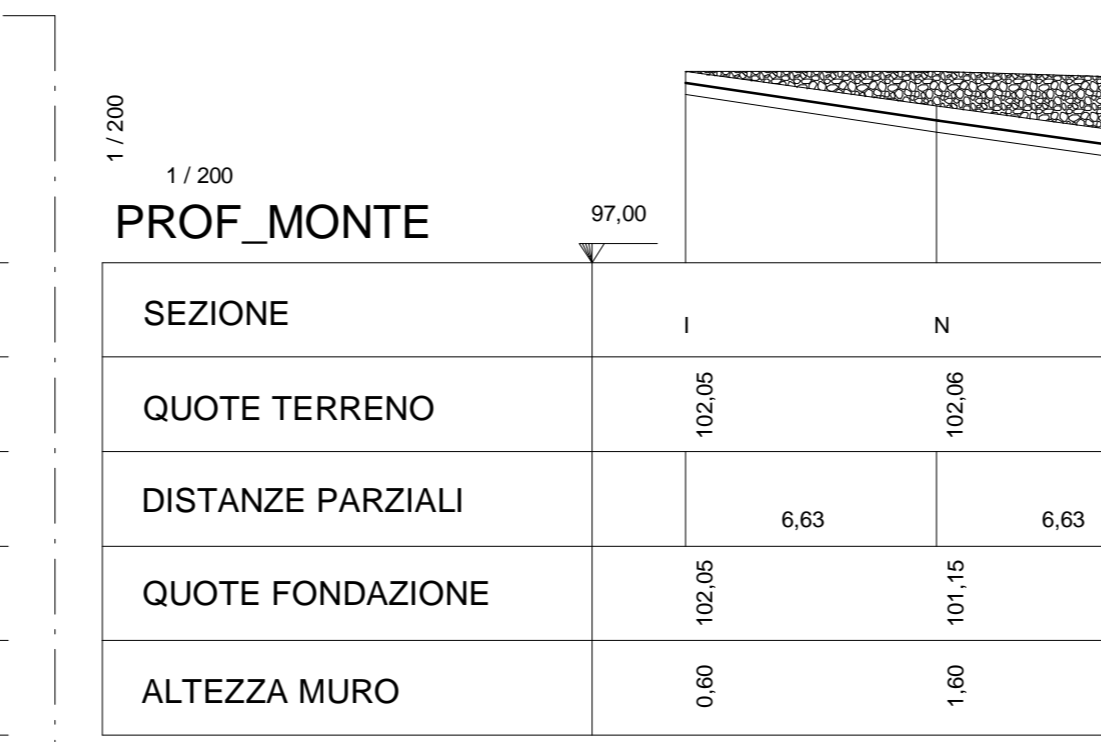 1 / 200
1 / 200
PROF_MONTE
97,00
SEZIONE I N
QUOTE TERRENO 102,05 102,06
DISTANZE PARZIALI 6,63 6,63
QUOTE FONDAZIONE 102,05 101,15
ALTEZZA MURO 0,60 1,60